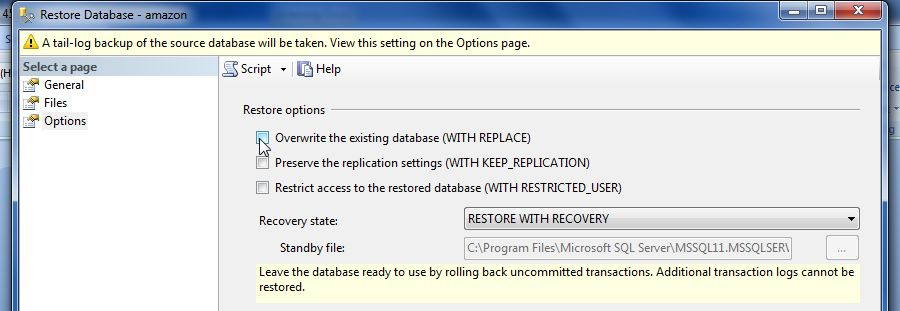 Restore Database - amazon
A tail-log backup of the source database will be taken. View this setting on the Options page.
Select a page
General
Files
Options
Script
Help
Restore options
Overwrite the existing database (WITH REPLACE)
Preserve the replication settings (WITH KEEP_REPLICATION)
Restrict access to the restored database (WITH RESTRICTED_USER)
Recovery state:
RESTORE WITH RECOVERY
Standby file:
C:\Program Files\Microsoft SQL Server\MSSQL11.MSSQLSER\
...
Leave the database ready to use by rolling back uncommitted transactions. Additional transaction logs cannot be
restored.